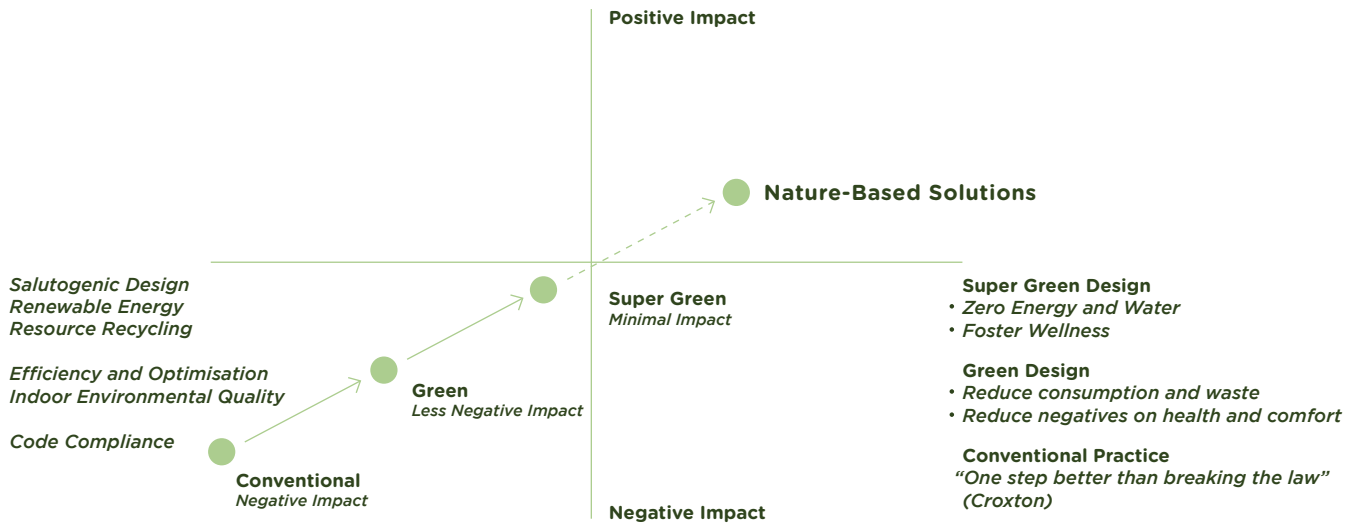 Positive Impact
Nature-Based Solutions
Salutogenic Design
Renewable Energy
Resource Recycling
Efficiency and Optimisation
Indoor Environmental Quality
Code Compliance
Super Green
Minimal Impact
Green
Less Negative Impact
Conventional
Negative Impact
Negative Impact
Super Green Design
• Zero Energy and Water
• Foster Wellness
Green Design
• Reduce consumption and waste
• Reduce negatives on health and comfort
Conventional Practice
“One step better than breaking the law”
(Croxton)